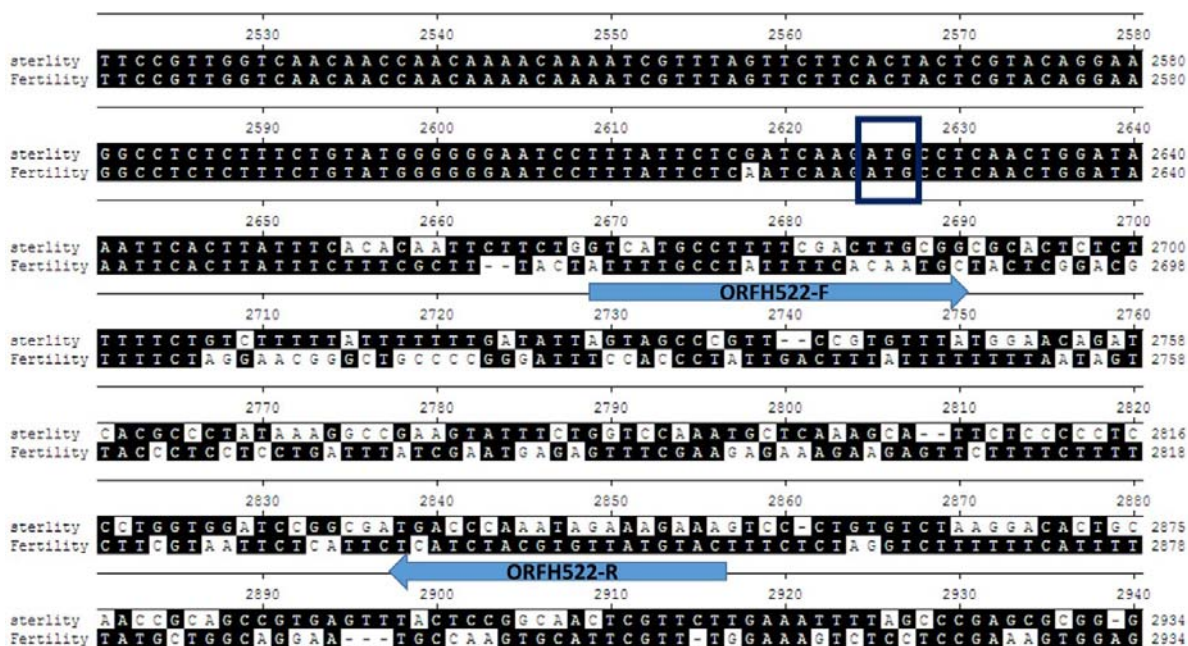 2530 2540 2550 2560 2570 2580
sterlity TTCCGTTGGTCAACAACCAACAAAACAAAATCGTTTAGTTCTTCACTACTCGTACAGGAA 2580
Fertility TTCCGTTGGTCAACAACCAACAAAACAAAATCGTTTAGTTCTTCACTACTCGTACAGGAA 2580
2590 2600 2610 2620 2630 2640
sterlity GGCCTCTCTTTCTGTATGGGGGGAATCCTTTATTCTCGATCAAGATGCCTCAACTGGATA 2640
Fertility GGCCTCTCTTTCTGTATGGGGGGAATCCTTTATTCTCAATCAAGATGCCTCAACTGGATA 2640
2650 2660 2670 2680 2690 2700
sterlity AATTCACTTATTTCACACAATTCTTCTGGTCATGCCTTTTCGACTTGCGGCGCACTCTCT 2700
Fertility AATTCACTTATTTCTTTCGCTT--TACTATTTTGCCTATTTTCACAATGCTACTCGGACG 2698
ORFH522-F
2710 2720 2730 2740 2750 2760
sterlity TTTTCTGTCTTTTTATTTTTTTGATATTAGTAGCCCGTT--CCGTGTTTATGGAACAGAT 2758
Fertility TTTTCTAGGAACGGGCTGCCCCGGGATTTCCACCCTATTGACTTTATTTTTTTTAATAGT 2758
2770 2780 2790 2800 2810 2820
sterlity CACGCCCTATAAAGGCCGAAGTATTTCTGGTCCAAATGCTCAAAGCA--TTCTCCCCCTC 2816
Fertility TACCCTCCTCCTGATTTATCGAATGAGAGTTTCGAAGAGAAAGAAGAGTTCTTTTCTTTT 2818
2830 2840 2850 2860 2870 2880
sterlity CCTGGTGGATCCGGCGATGACCCAAATAGAAAGAAAGTCC-CTGTGTCTAAGGACACTGC 2875
Fertility CTTCGTAATTCTCATTCTCATCTACGTGTTATGTACTTTCTCTAGGTCTTTTTTCATTTT 2878
ORFH522-R
2890 2900 2910 2920 2930 2940
sterlity AACCGCAGCCGTGAGTTTACTCCGGCAACTCGTTCTTGAAATTTTAGCCCGAGCGCGG-G 2934
Fertility TATGCTGGCAGGAA---TGCCAAGTGCATTCGTT-TGGAAAGTCTCCTCCGAAAGTGGAG 2934